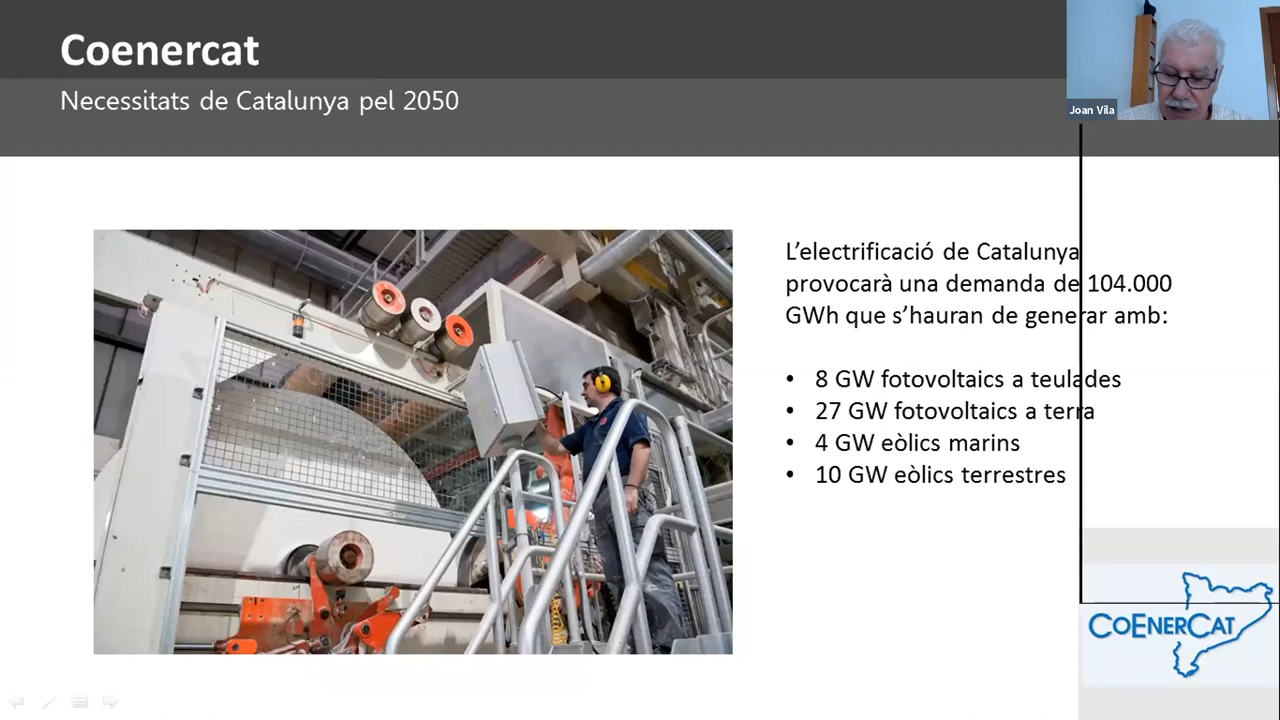 Coenercat
Necessitats de Catalunya pel 2050
Joan Vila
L’electrificació de Catalunya
provocarà una demanda de 104.000
GWh que s’hauran de generar amb:
• 8 GW fotovoltaics a teulades
• 27 GW fotovoltaics a terra
• 4 GW eòlics marins
• 10 GW eòlics terrestres
COENERCAT